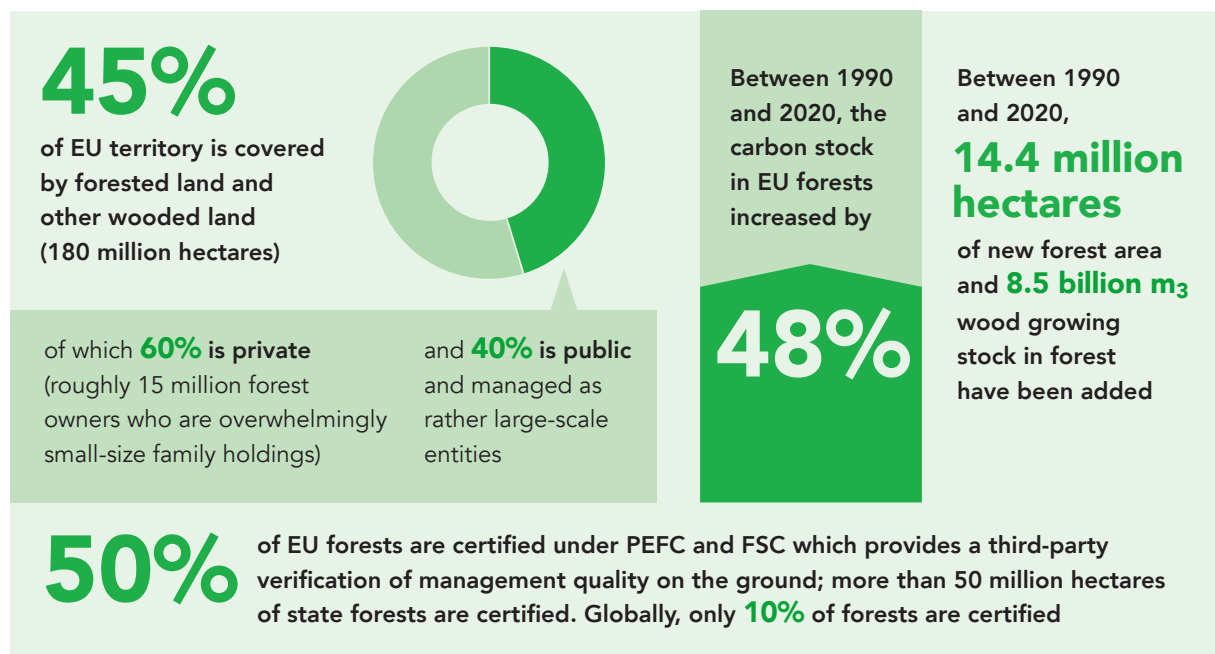 45%
of EU territory is covered
by forested land and
other wooded land
(180 million hectares)
of which 60% is private
(roughly 15 million forest
owners who are overwhelmingly
small-size family holdings)
and 40% is public
and managed as
rather large-scale
entities
Between 1990
and 2020, the
carbon stock
in EU forests
increased by
48%
Between 1990
and 2020,
14.4 million
hectares
of new forest area
and 8.5 billion m₃
wood growing
stock in forest
have been added
50%
of EU forests are certified under PEFC and FSC which provides a third-party
verification of management quality on the ground; more than 50 million hectares
of state forests are certified. Globally, only 10% of forests are certified